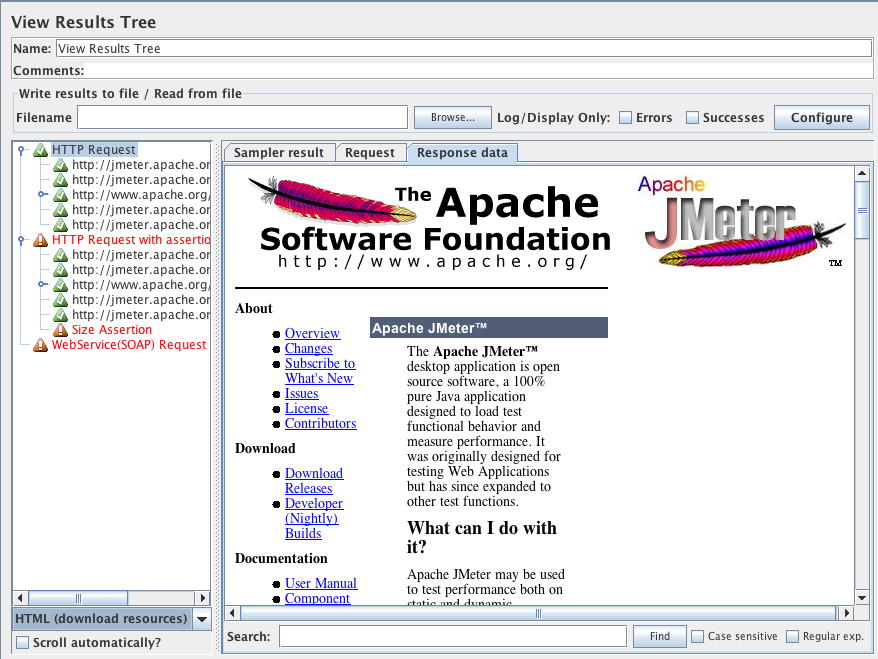 View Results Tree
Name: View Results Tree
Comments:
Write results to file / Read from file
Filename Browse... Log/Display Only: Errors Successes Configure
HTTP Request
http://jmeter.apache.or
http://jmeter.apache.or
http://www.apache.org/
http://jmeter.apache.or
http://jmeter.apache.or
HTTP Request with assertio
http://jmeter.apache.or
http://jmeter.apache.or
http://www.apache.org/
http://jmeter.apache.or
http://jmeter.apache.or
Size Assertion
WebService(SOAP) Request
HTML (download resources)
Scroll automatically?
Sampler result Request Response data
The Apache
Software Foundation
http://www.apache.org/
Apache
JMeter
TM
About
Overview
Changes
Subscribe to
What's New
Issues
License
Contributors
Download
Download
Releases
Developer
(Nightly)
Builds
Documentation
User Manual
Component
Apache JMeter™
The Apache JMeter™
desktop application is open
source software, a 100%
pure Java application
designed to load test
functional behavior and
measure performance. It
was originally designed for
testing Web Applications
but has since expanded to
other test functions.
What can I do with
it?
Apache JMeter may be used
to test performance both on
static and dynamic
Search: Find Case sensitive Regular exp.